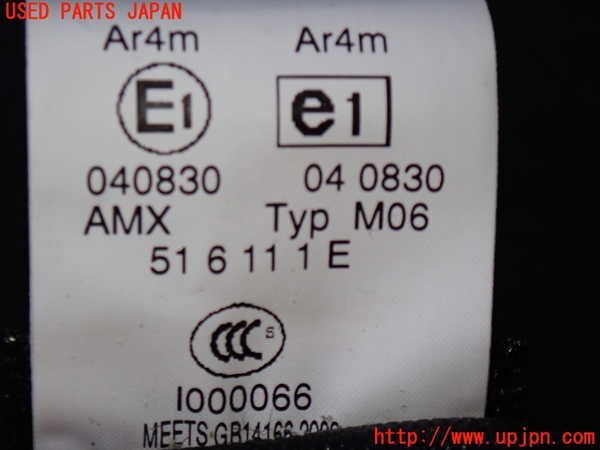 USED PARTS JAPAN
Ar4m Ar4m
E1 e1
040830 04 0830
AMX Typ M06
51 6 11 1 E
CCC S
I000066
MEETS GB14166
http://www.upjpn.com